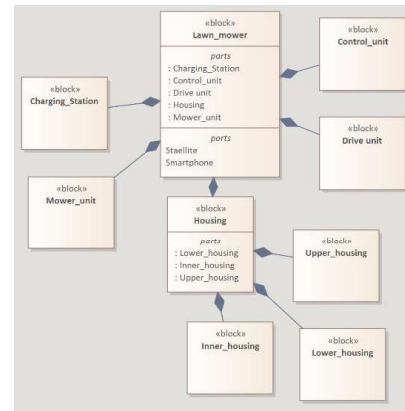 «block»
Lawn_mower
parts
: Charging_Station
: Control_unit
: Drive unit
: Housing
: Mower_unit
parts
Staellite
Smartphone
«block»
Control_unit
«block»
Charging_Station
«block»
Drive unit
«block»
Mower_unit
«block»
Housing
parts
: Lower_housing
: Inner_housing
: Upper_housing
«block»
Upper_housing
«block»
Inner_housing
«block»
Lower_housing